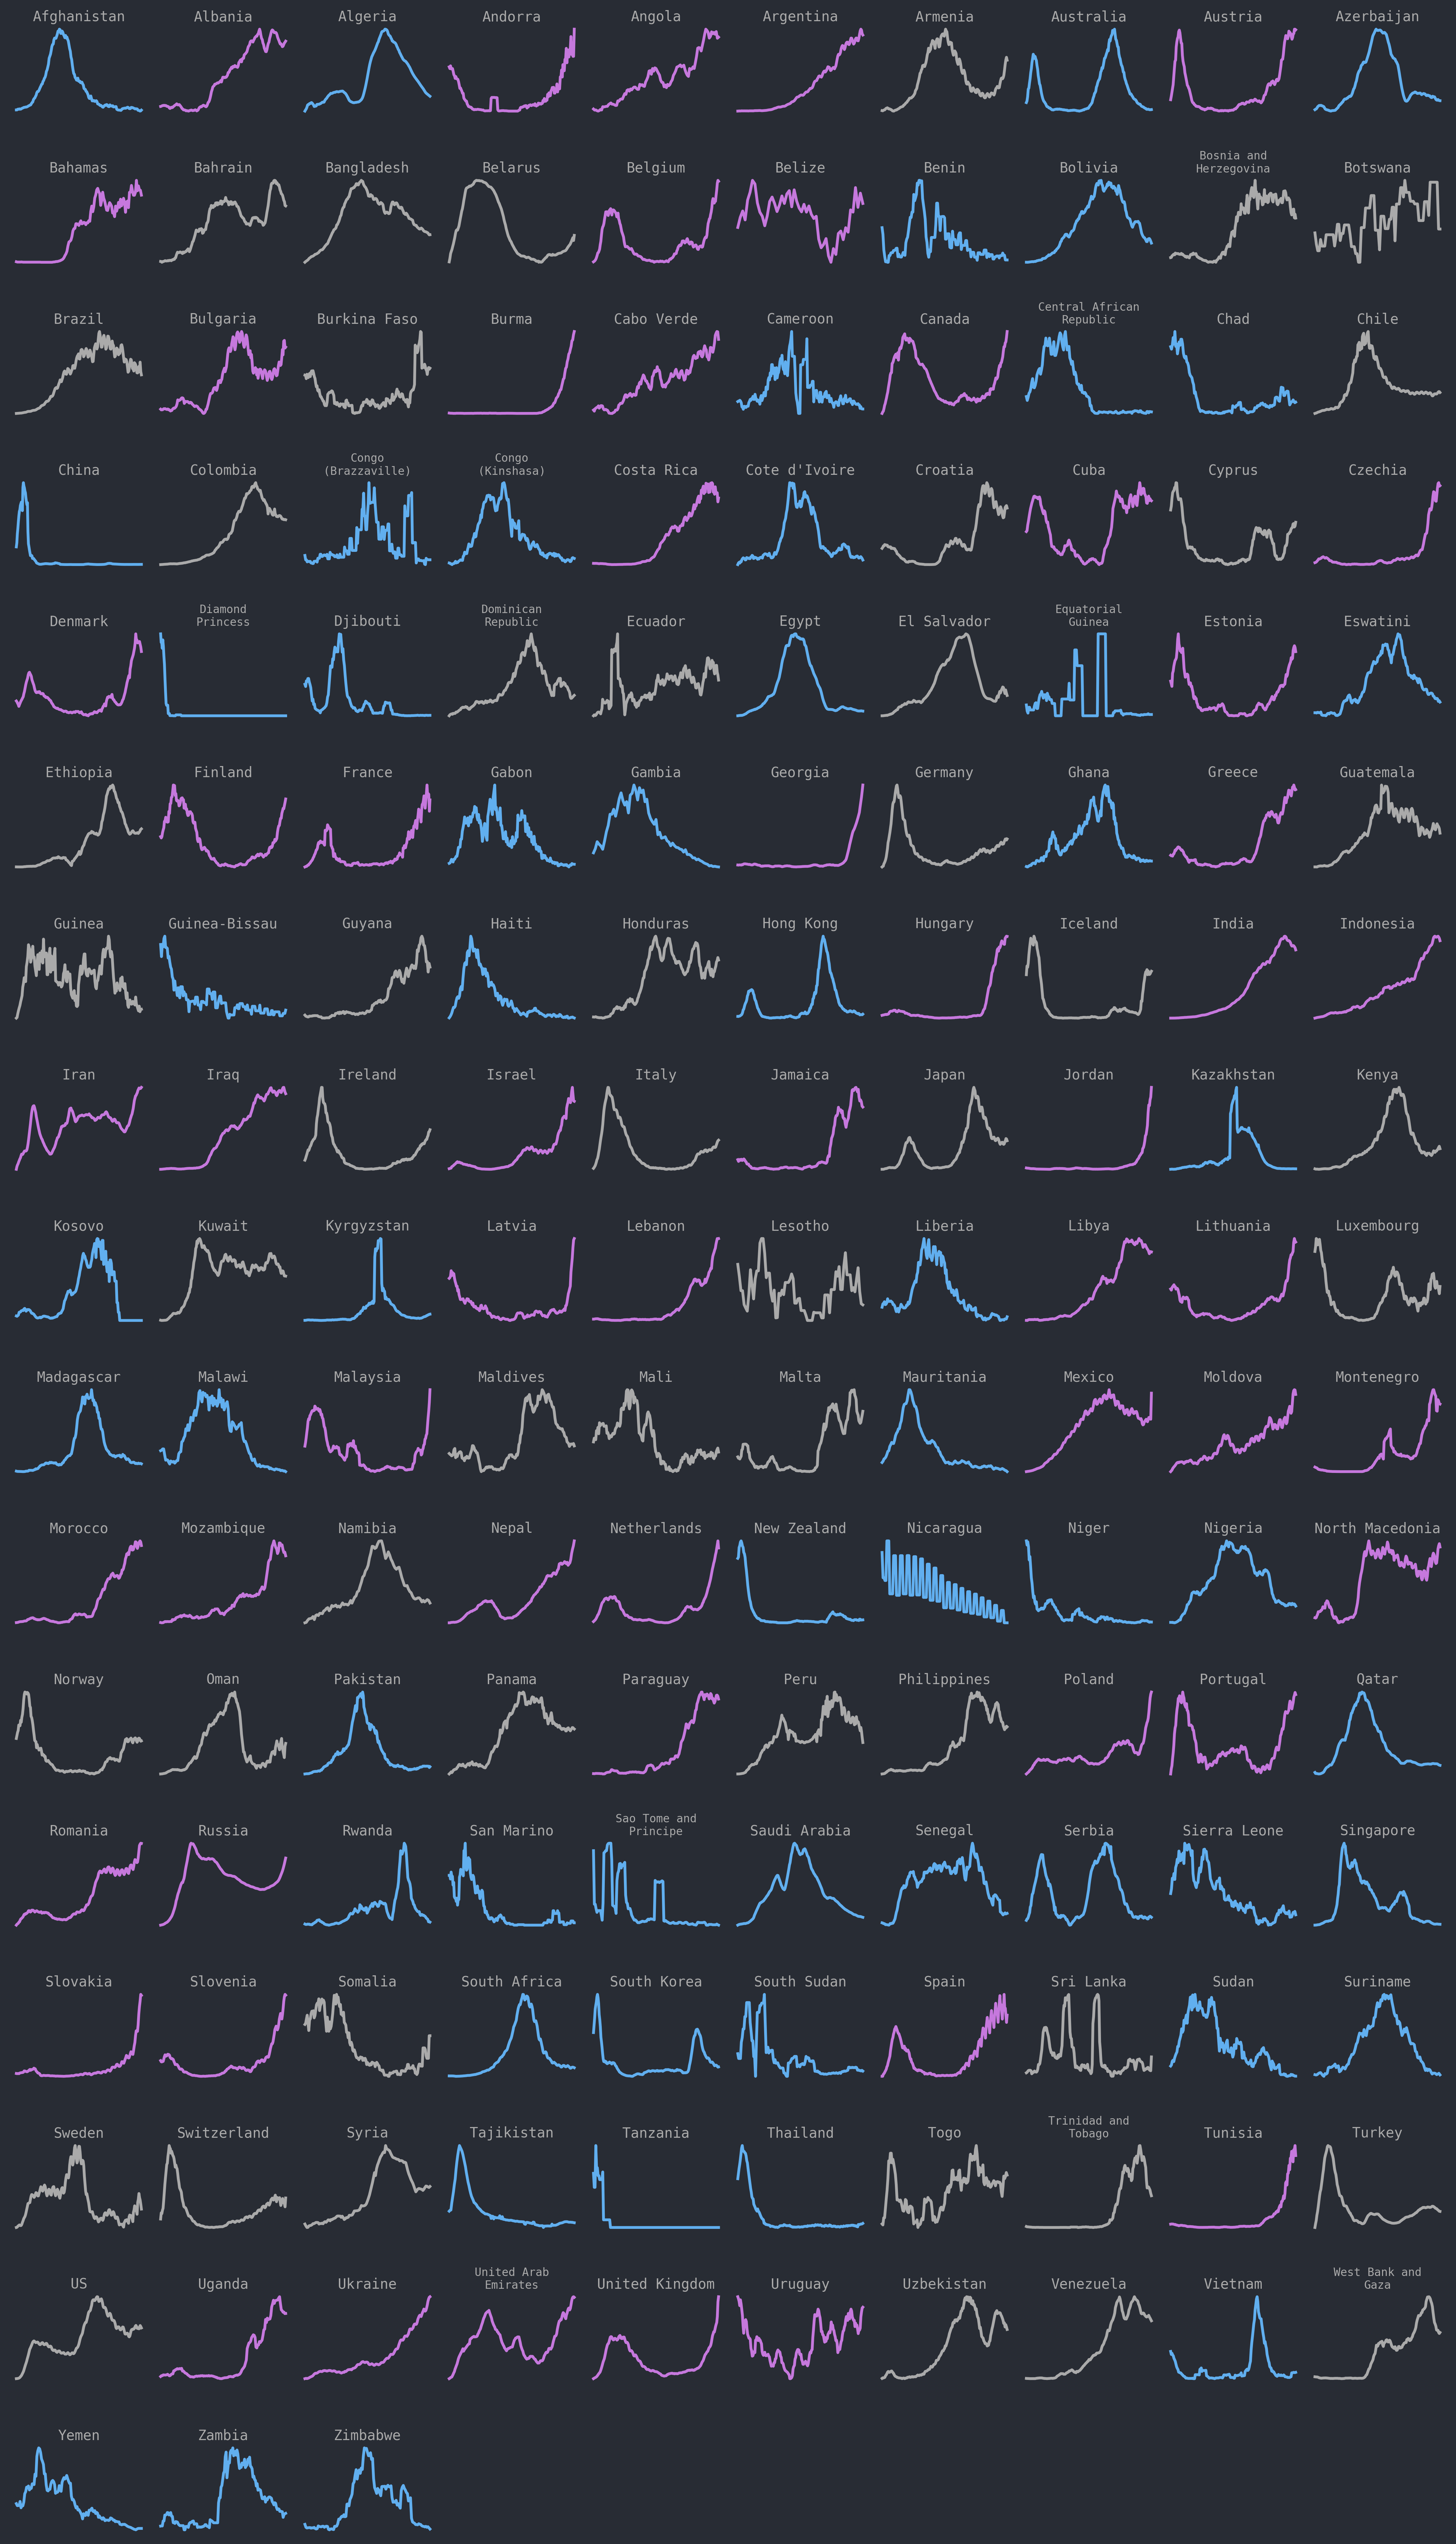 Afghanistan
Albania
Algeria
Andorra
Angola
Argentina
Armenia
Australia
Austria
Azerbaijan
Bahamas
Bahrain
Bangladesh
Belarus
Belgium
Belize
Benin
Bolivia
Bosnia and
Herzegovina
Botswana
Brazil
Bulgaria
Burkina Faso
Burma
Cabo Verde
Cameroon
Canada
Central African
Republic
Chad
Chile
China
Colombia
Congo
(Brazzaville)
Congo
(Kinshasa)
Costa Rica
Cote d'Ivoire
Croatia
Cuba
Cyprus
Czechia
Denmark
Diamond
Princess
Djibouti
Dominican
Republic
Ecuador
Egypt
El Salvador
Equatorial
Guinea
Estonia
Eswatini
Ethiopia
Finland
France
Gabon
Gambia
Georgia
Germany
Ghana
Greece
Guatemala
Guinea
Guinea-Bissau
Guyana
Haiti
Honduras
Hong Kong
Hungary
Iceland
India
Indonesia
Iran
Iraq
Ireland
Israel
Italy
Jamaica
Japan
Jordan
Kazakhstan
Kenya
Kosovo
Kuwait
Kyrgyzstan
Latvia
Lebanon
Lesotho
Liberia
Libya
Lithuania
Luxembourg
Madagascar
Malawi
Malaysia
Maldives
Mali
Malta
Mauritania
Mexico
Moldova
Montenegro
Morocco
Mozambique
Namibia
Nepal
Netherlands
New Zealand
Nicaragua
Niger
Nigeria
North Macedonia
Norway
Oman
Pakistan
Panama
Paraguay
Peru
Philippines
Poland
Portugal
Qatar
Romania
Russia
Rwanda
San Marino
Sao Tome and
Principe
Saudi Arabia
Senegal
Serbia
Sierra Leone
Singapore
Slovakia
Slovenia
Somalia
South Africa
South Korea
South Sudan
Spain
Sri Lanka
Sudan
Suriname
Sweden
Switzerland
Syria
Tajikistan
Tanzania
Thailand
Togo
Trinidad and
Tobago
Tunisia
Turkey
US
Uganda
Ukraine
United Arab
Emirates
United Kingdom
Uruguay
Uzbekistan
Venezuela
Vietnam
West Bank and
Gaza
Yemen
Zambia
Zimbabwe